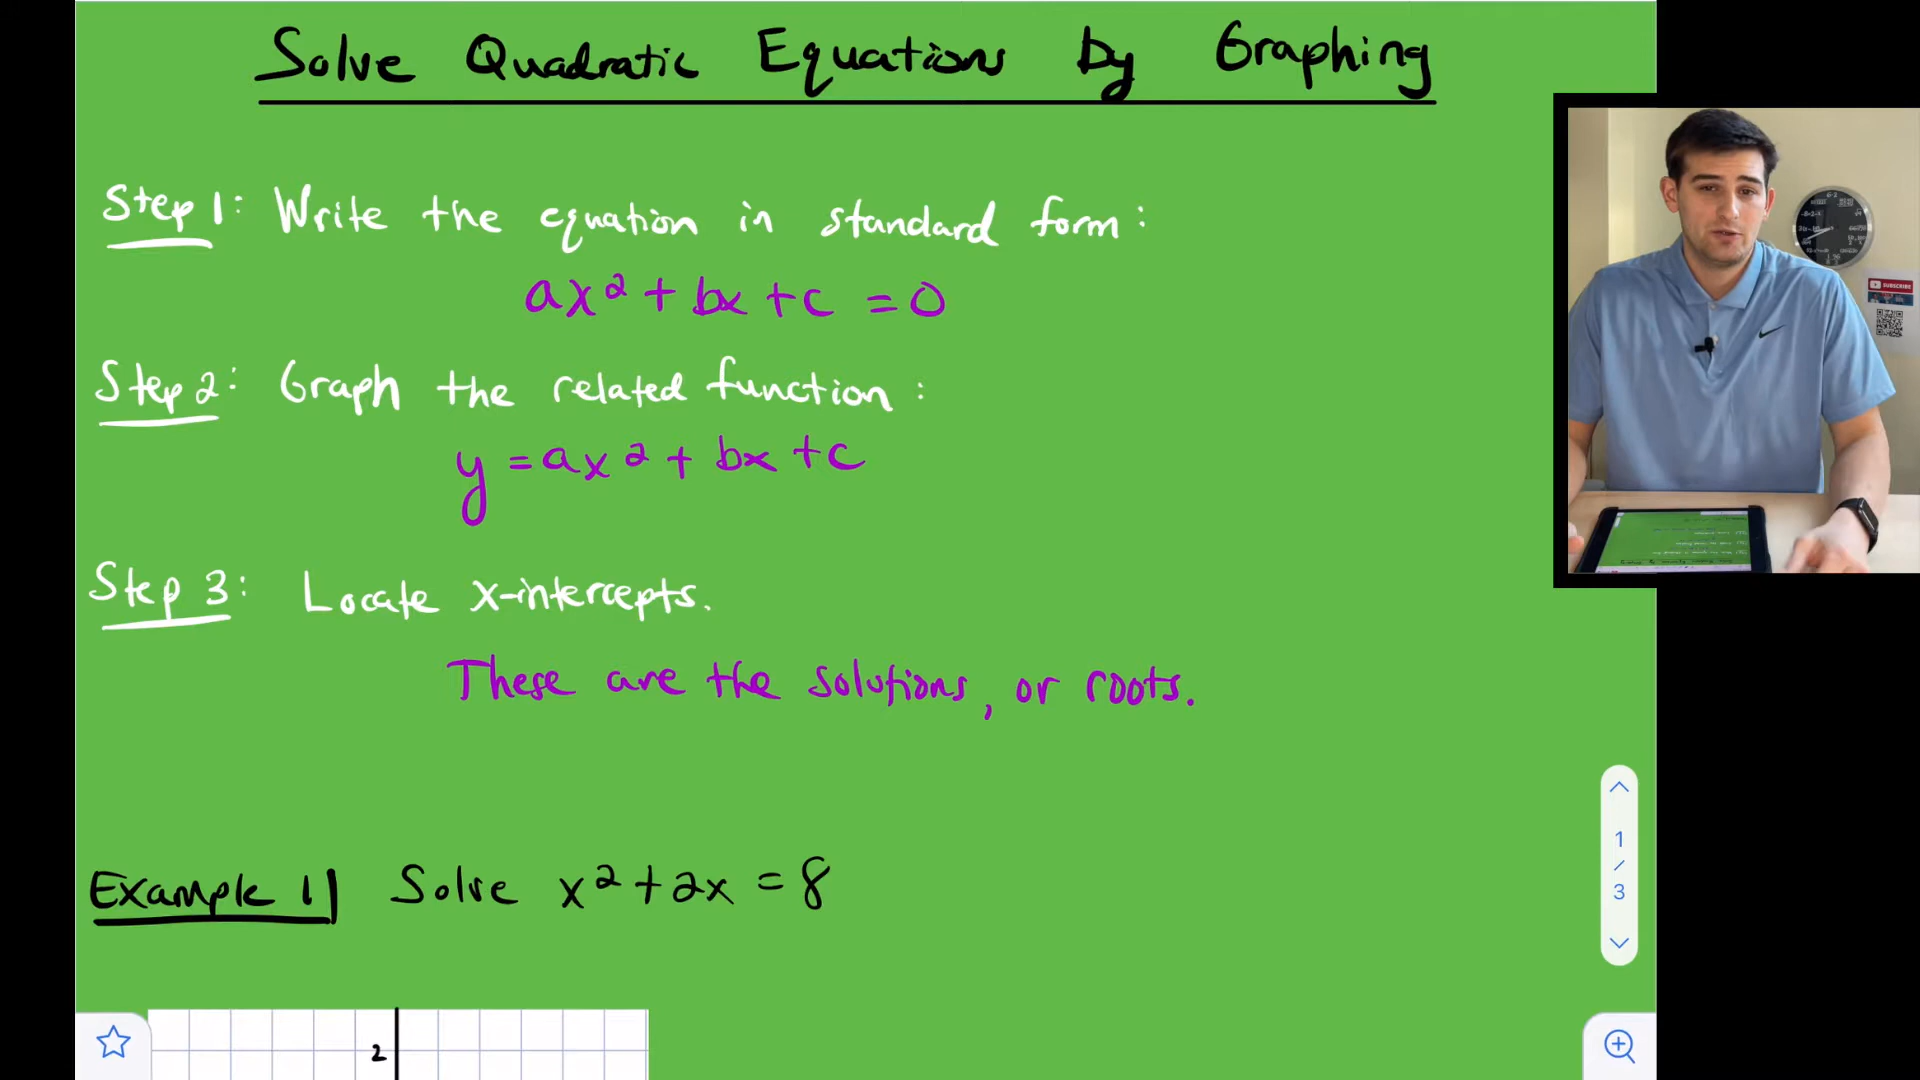 Solve Quadratic Equations by Graphing
Step 1: Write the equation in standard form:
ax² + bx + c = 0
Step 2: Graph the related function:
y = ax² + bx + c
Step 3: Locate x-intercepts.
These are the solutions, or roots.
Example 1) Solve x² + 2x = 8
2
SUBSCRIBE
1
/
3